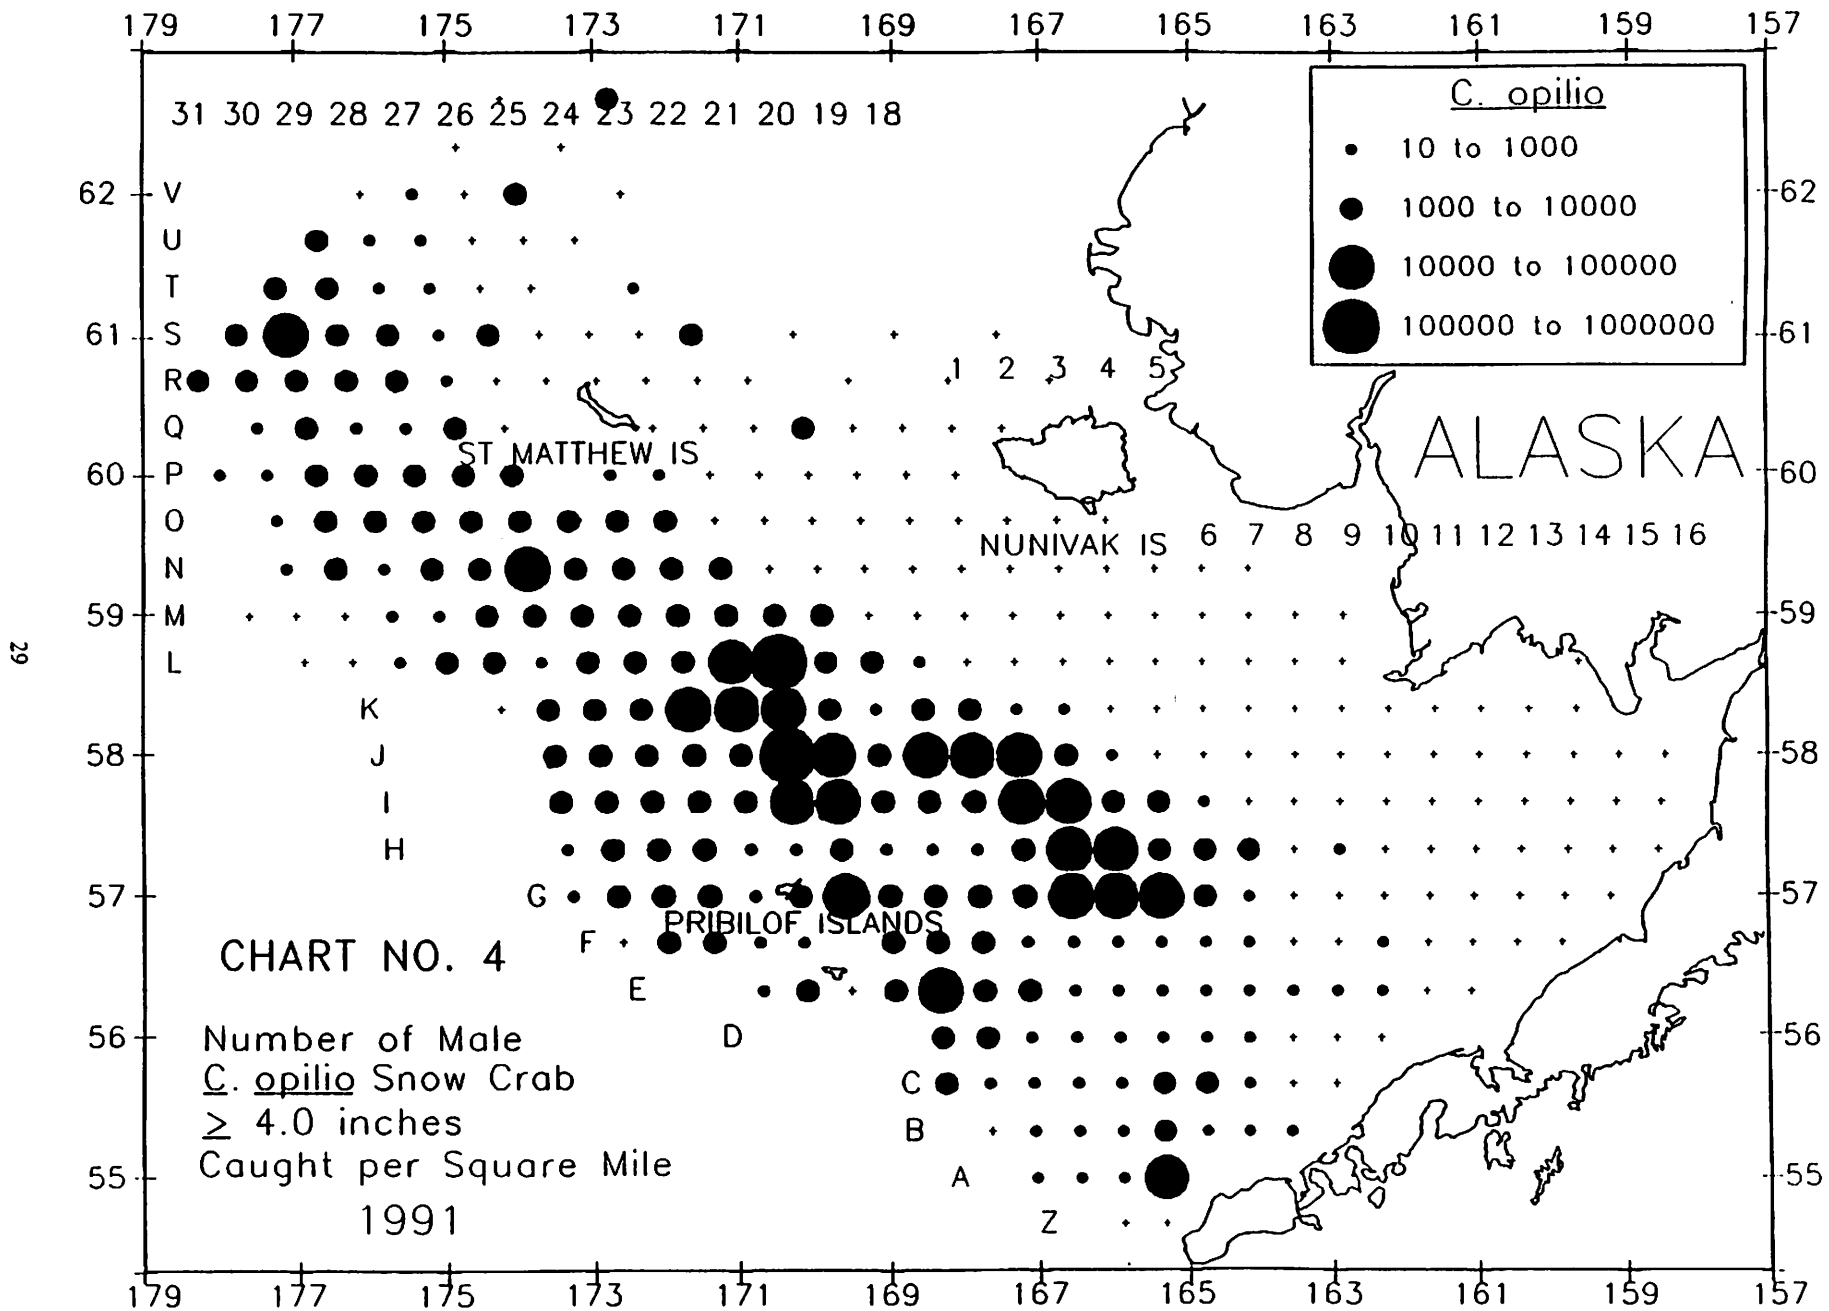 179 177 175 173 171 169 167 165 163 161 159 157
C. opilio
31 30 29 28 27 26 25 24 23 22 21 20 19 18
10 to 1000
62 V 62
1000 to 10000
U
10000 to 100000
T
100000 to 1000000
61 S 61
R 1 2 3 4 5
Q ALASKA
ST MATTHEW IS
60 P 60
O
6 7 8 9 10 11 12 13 14 15 16
NUNIVAK IS
N
59 M 59
29
L
K
58 J 58
I
H
57 G 57
PRIBILOF ISLANDS
F
CHART NO. 4
E
56 D 56
Number of Male
C. opilio Snow Crab
C
≥ 4.0 inches
B
Caught per Square Mile
55 A 55
1991
Z
179 177 175 173 171 169 167 165 163 161 159 157